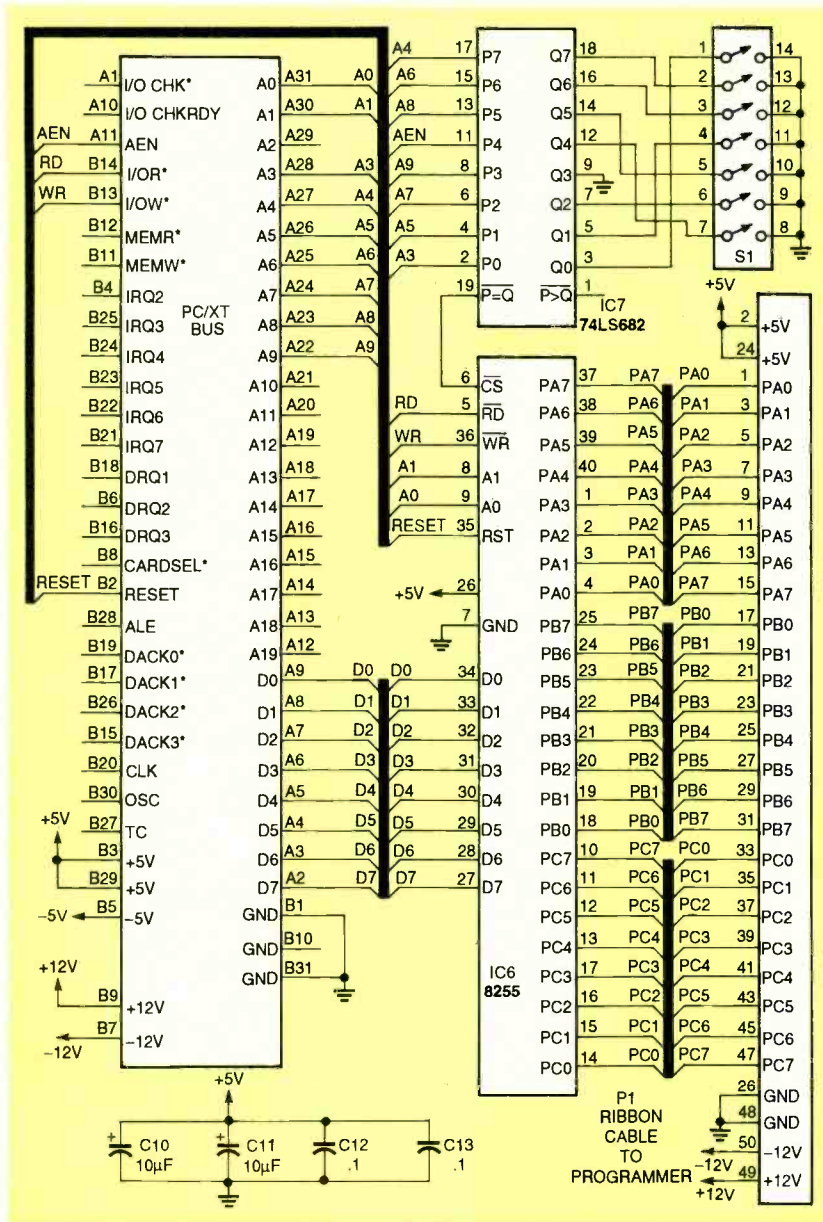 A1 I/O CHK* A0 A31 A0
A10 I/O CHKRDY A1 A30 A1
AEN A11 AEN A2 A29
RD B14 I/OR* A3 A28 A3
WR B13 I/OW* A4 A27 A4
B12 MEMR* A5 A26 A5
B11 MEMW* A6 A25 A6
B4 IRQ2 A7 A24 A7
B25 IRQ3 A8 A23 A8
B24 IRQ4 A9 A22 A9
B23 IRQ5 A10 A21
B22 IRQ6 A11 A20
B21 IRQ7 A12 A19
B18 DRQ1 A13 A18
B6 DRQ2 A14 A17
B16 DRQ3 A15 A16
B8 CARDSEL* A16 A15
RESET B2 RESET A17 A14
B28 ALE A18 A13
B19 DACK0* A19 A12
B17 DACK1* D0 A9 D0
B26 DACK2* D1 A8 D1
B15 DACK3* D2 A7 D2
B20 CLK D3 A6 D3
B30 OSC D4 A5 D4
B27 TC D5 A4 D5
+5V
B3 +5V D6 A3 D6
B29 +5V D7 A2 D7
-5V B5 -5V GND B1
GND B10
GND B31
+12V B9 +12V
-12V B7 -12V
PC/XT
BUS
A4 17 P7 Q7 18
A6 15 P6 Q6 16
A8 13 P5 Q5 14
AEN 11 P4 Q4 12
A9 8 P3 Q3 9
A7 6 P2 Q2 7
A5 4 P1 Q1 5
A3 2 P0 Q0 3
19 P=Q P>Q 1
IC7
74LS682
1 14
2 13
3 12
4 11
5 10
6 9
7 8
S1
6 CS PA7 37 PA7
RD 5 RD PA6 38 PA6
WR 36 WR PA5 39 PA5
A1 8 A1 PA4 40 PA4
A0 9 A0 PA3 1 PA3
RESET 35 RST PA2 2 PA2
PA1 3 PA1
+5V 26 PA0 4 PA0
7 GND PB7 25 PB7
PB6 24 PB6
D0 34 D0 PB5 23 PB5
D1 33 D1 PB4 22 PB4
D2 32 D2 PB3 21 PB3
D3 31 D3 PB2 20 PB2
D4 30 D4 PB1 19 PB1
D5 29 D5 PB0 18 PB0
D6 28 D6 PC7 10 PC7
D7 27 D7 PC6 11 PC6
PC5 12 PC5
PC4 13 PC4
PC3 17 PC3
PC2 16 PC2
PC1 15 PC1
PC0 14 PC0
IC6
8255
+5V
2 +5V
24 +5V
PA0 1 PA0
PA1 3 PA1
PA2 5 PA2
PA3 7 PA3
PA4 9 PA4
PA5 11 PA5
PA6 13 PA6
PA7 15 PA7
PB0 17 PB0
PB1 19 PB1
PB2 21 PB2
PB3 23 PB3
PB4 25 PB4
PB5 27 PB5
PB6 29 PB6
PB7 31 PB7
PC0 33 PC0
PC1 35 PC1
PC2 37 PC2
PC3 39 PC3
PC4 41 PC4
PC5 43 PC5
PC6 45 PC6
PC7 47 PC7
26 GND
48 GND
-12V 50 -12V
+12V 49 +12V
P1
RIBBON
CABLE
TO
PROGRAMMER
+5V
+ C10
10µF
+ C11
10µF
C12
.1
C13
.1